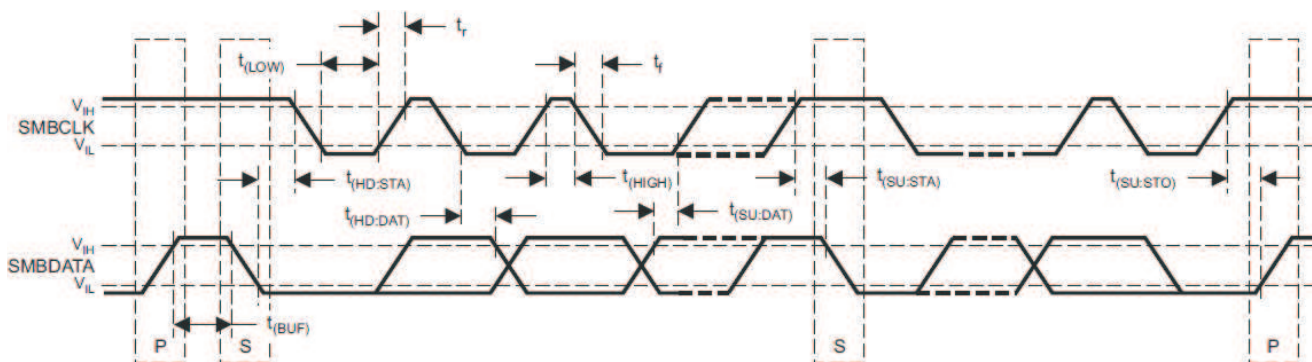 t_r
t_(LOW)
t_f
V_IH
SMBCLK
V_IL
t_(HD:STA)
t_(HIGH)
t_(SU:STA)
t_(SU:STO)
t_(HD:DAT)
t_(SU:DAT)
V_IH
SMBDATA
V_IL
t_(BUF)
P
S
S
P